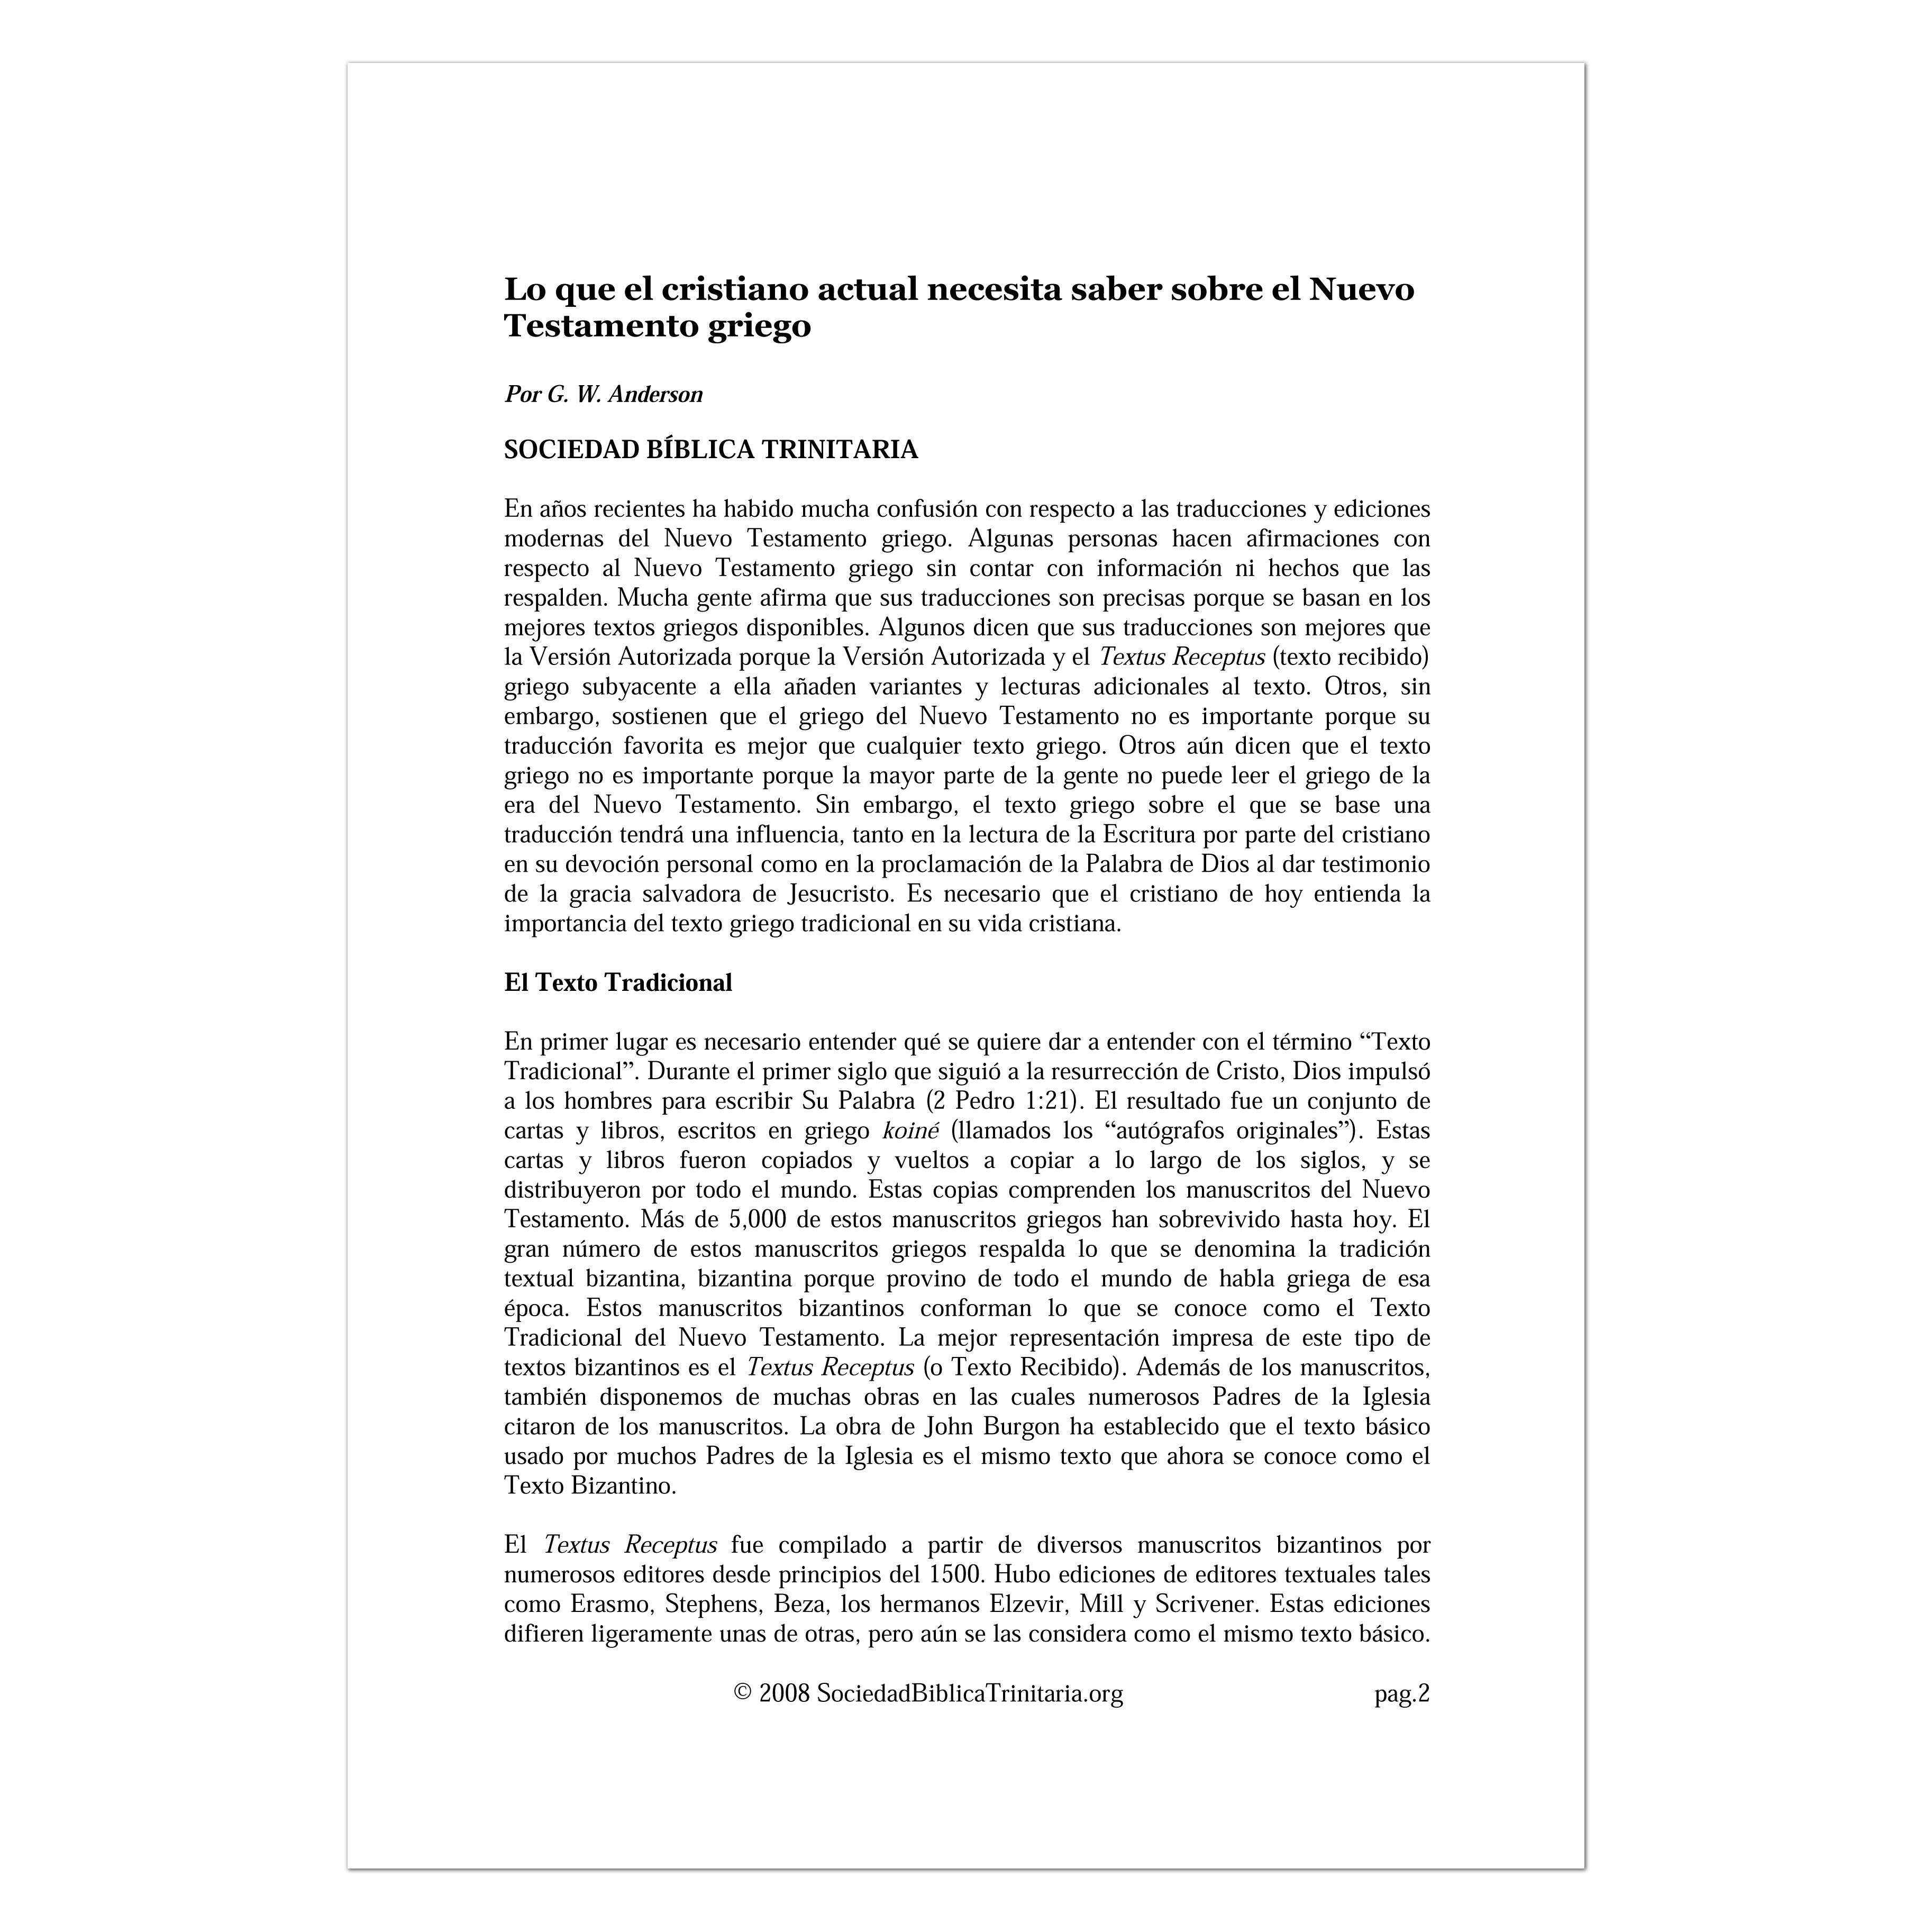 Lo que el cristiano actual necesita saber sobre el Nuevo
Testamento griego
Por G. W. Anderson
SOCIEDAD BÍBLICA TRINITARIA
En años recientes ha habido mucha confusión con respecto a las traducciones y ediciones
modernas del Nuevo Testamento griego. Algunas personas hacen afirmaciones con
respecto al Nuevo Testamento griego sin contar con información ni hechos que las
respalden. Mucha gente afirma que sus traducciones son precisas porque se basan en los
mejores textos griegos disponibles. Algunos dicen que sus traducciones son mejores que
la Versión Autorizada porque la Versión Autorizada y el Textus Receptus (texto recibido)
griego subyacente a ella añaden variantes y lecturas adicionales al texto. Otros, sin
embargo, sostienen que el griego del Nuevo Testamento no es importante porque su
traducción favorita es mejor que cualquier texto griego. Otros aún dicen que el texto
griego no es importante porque la mayor parte de la gente no puede leer el griego de la
era del Nuevo Testamento. Sin embargo, el texto griego sobre el que se base una
traducción tendrá una influencia, tanto en la lectura de la Escritura por parte del cristiano
en su devoción personal como en la proclamación de la Palabra de Dios al dar testimonio
de la gracia salvadora de Jesucristo. Es necesario que el cristiano de hoy entienda la
importancia del texto griego tradicional en su vida cristiana.
El Texto Tradicional
En primer lugar es necesario entender qué se quiere dar a entender con el término “Texto
Tradicional”. Durante el primer siglo que siguió a la resurrección de Cristo, Dios impulsó
a los hombres para escribir Su Palabra (2 Pedro 1:21). El resultado fue un conjunto de
cartas y libros, escritos en griego koiné (llamados los “autógrafos originales”). Estas
cartas y libros fueron copiados y vueltos a copiar a lo largo de los siglos, y se
distribuyeron por todo el mundo. Estas copias comprenden los manuscritos del Nuevo
Testamento. Más de 5,000 de estos manuscritos griegos han sobrevivido hasta hoy. El
gran número de estos manuscritos griegos respalda lo que se denomina la tradición
textual bizantina, bizantina porque provino de todo el mundo de habla griega de esa
época. Estos manuscritos bizantinos conforman lo que se conoce como el Texto
Tradicional del Nuevo Testamento. La mejor representación impresa de este tipo de
textos bizantinos es el Textus Receptus (o Texto Recibido). Además de los manuscritos,
también disponemos de muchas obras en las cuales numerosos Padres de la Iglesia
citaron de los manuscritos. La obra de John Burgon ha establecido que el texto básico
usado por muchos Padres de la Iglesia es el mismo texto que ahora se conoce como el
Texto Bizantino.
El Textus Receptus fue compilado a partir de diversos manuscritos bizantinos por
numerosos editores desde principios del 1500. Hubo ediciones de editores textuales tales
como Erasmo, Stephens, Beza, los hermanos Elzevir, Mill y Scrivener. Estas ediciones
difieren ligeramente unas de otras, pero aún se las considera como el mismo texto básico.
© 2008 SociedadBiblicaTrinitaria.org pag.2